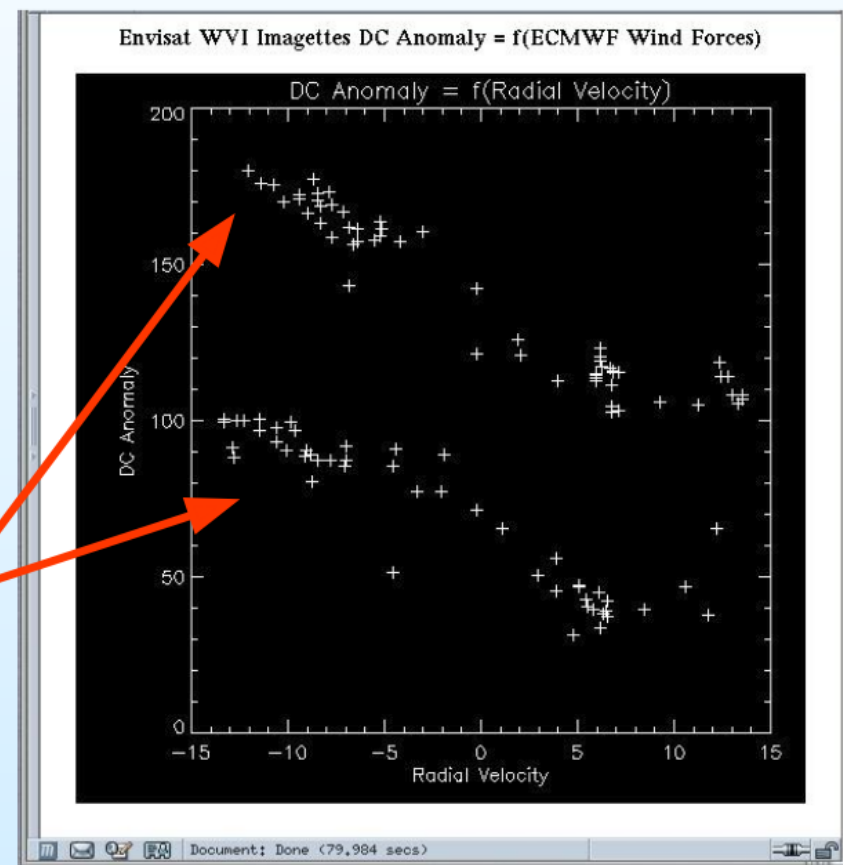 Envisat WVI Imagettes DC Anomaly = f(ECMWF Wind Forces)
DC Anomaly = f(Radial Velocity)
200
150
100
50
0
DC Anomaly
-15 -10 -5 0 5 10 15
Radial Velocity
Document: Done (79.984 secs)